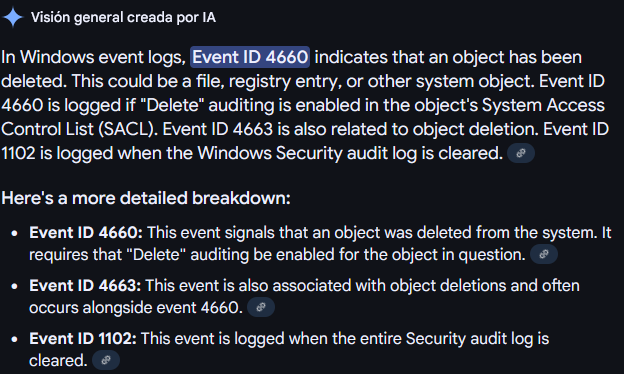 Visión general creada por IA
In Windows event logs, Event ID 4660 indicates that an object has been
deleted. This could be a file, registry entry, or other system object. Event ID
4660 is logged if "Delete" auditing is enabled in the object's System Access
Control List (SACL). Event ID 4663 is also related to object deletion. Event ID
1102 is logged when the Windows Security audit log is cleared.
Here's a more detailed breakdown:
• Event ID 4660: This event signals that an object was deleted from the system. It
requires that "Delete" auditing be enabled for the object in question.
• Event ID 4663: This event is also associated with object deletions and often
occurs alongside event 4660.
• Event ID 1102: This event is logged when the entire Security audit log is
cleared.